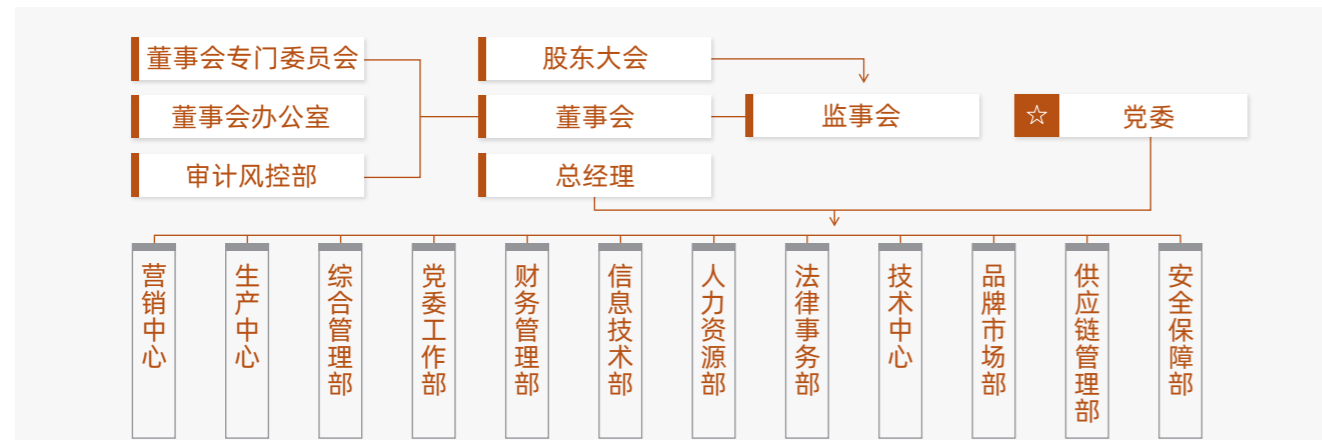 董事会专门委员会
股东大会
董事会办公室
董事会
监事会
☆ 党委
审计风控部
总经理
营销中心
生产中心
综合管理部
党委工作部
财务管理部
信息技术部
人力资源部
法律事务部
技术中心
品牌市场部
供应链管理部
安全保障部